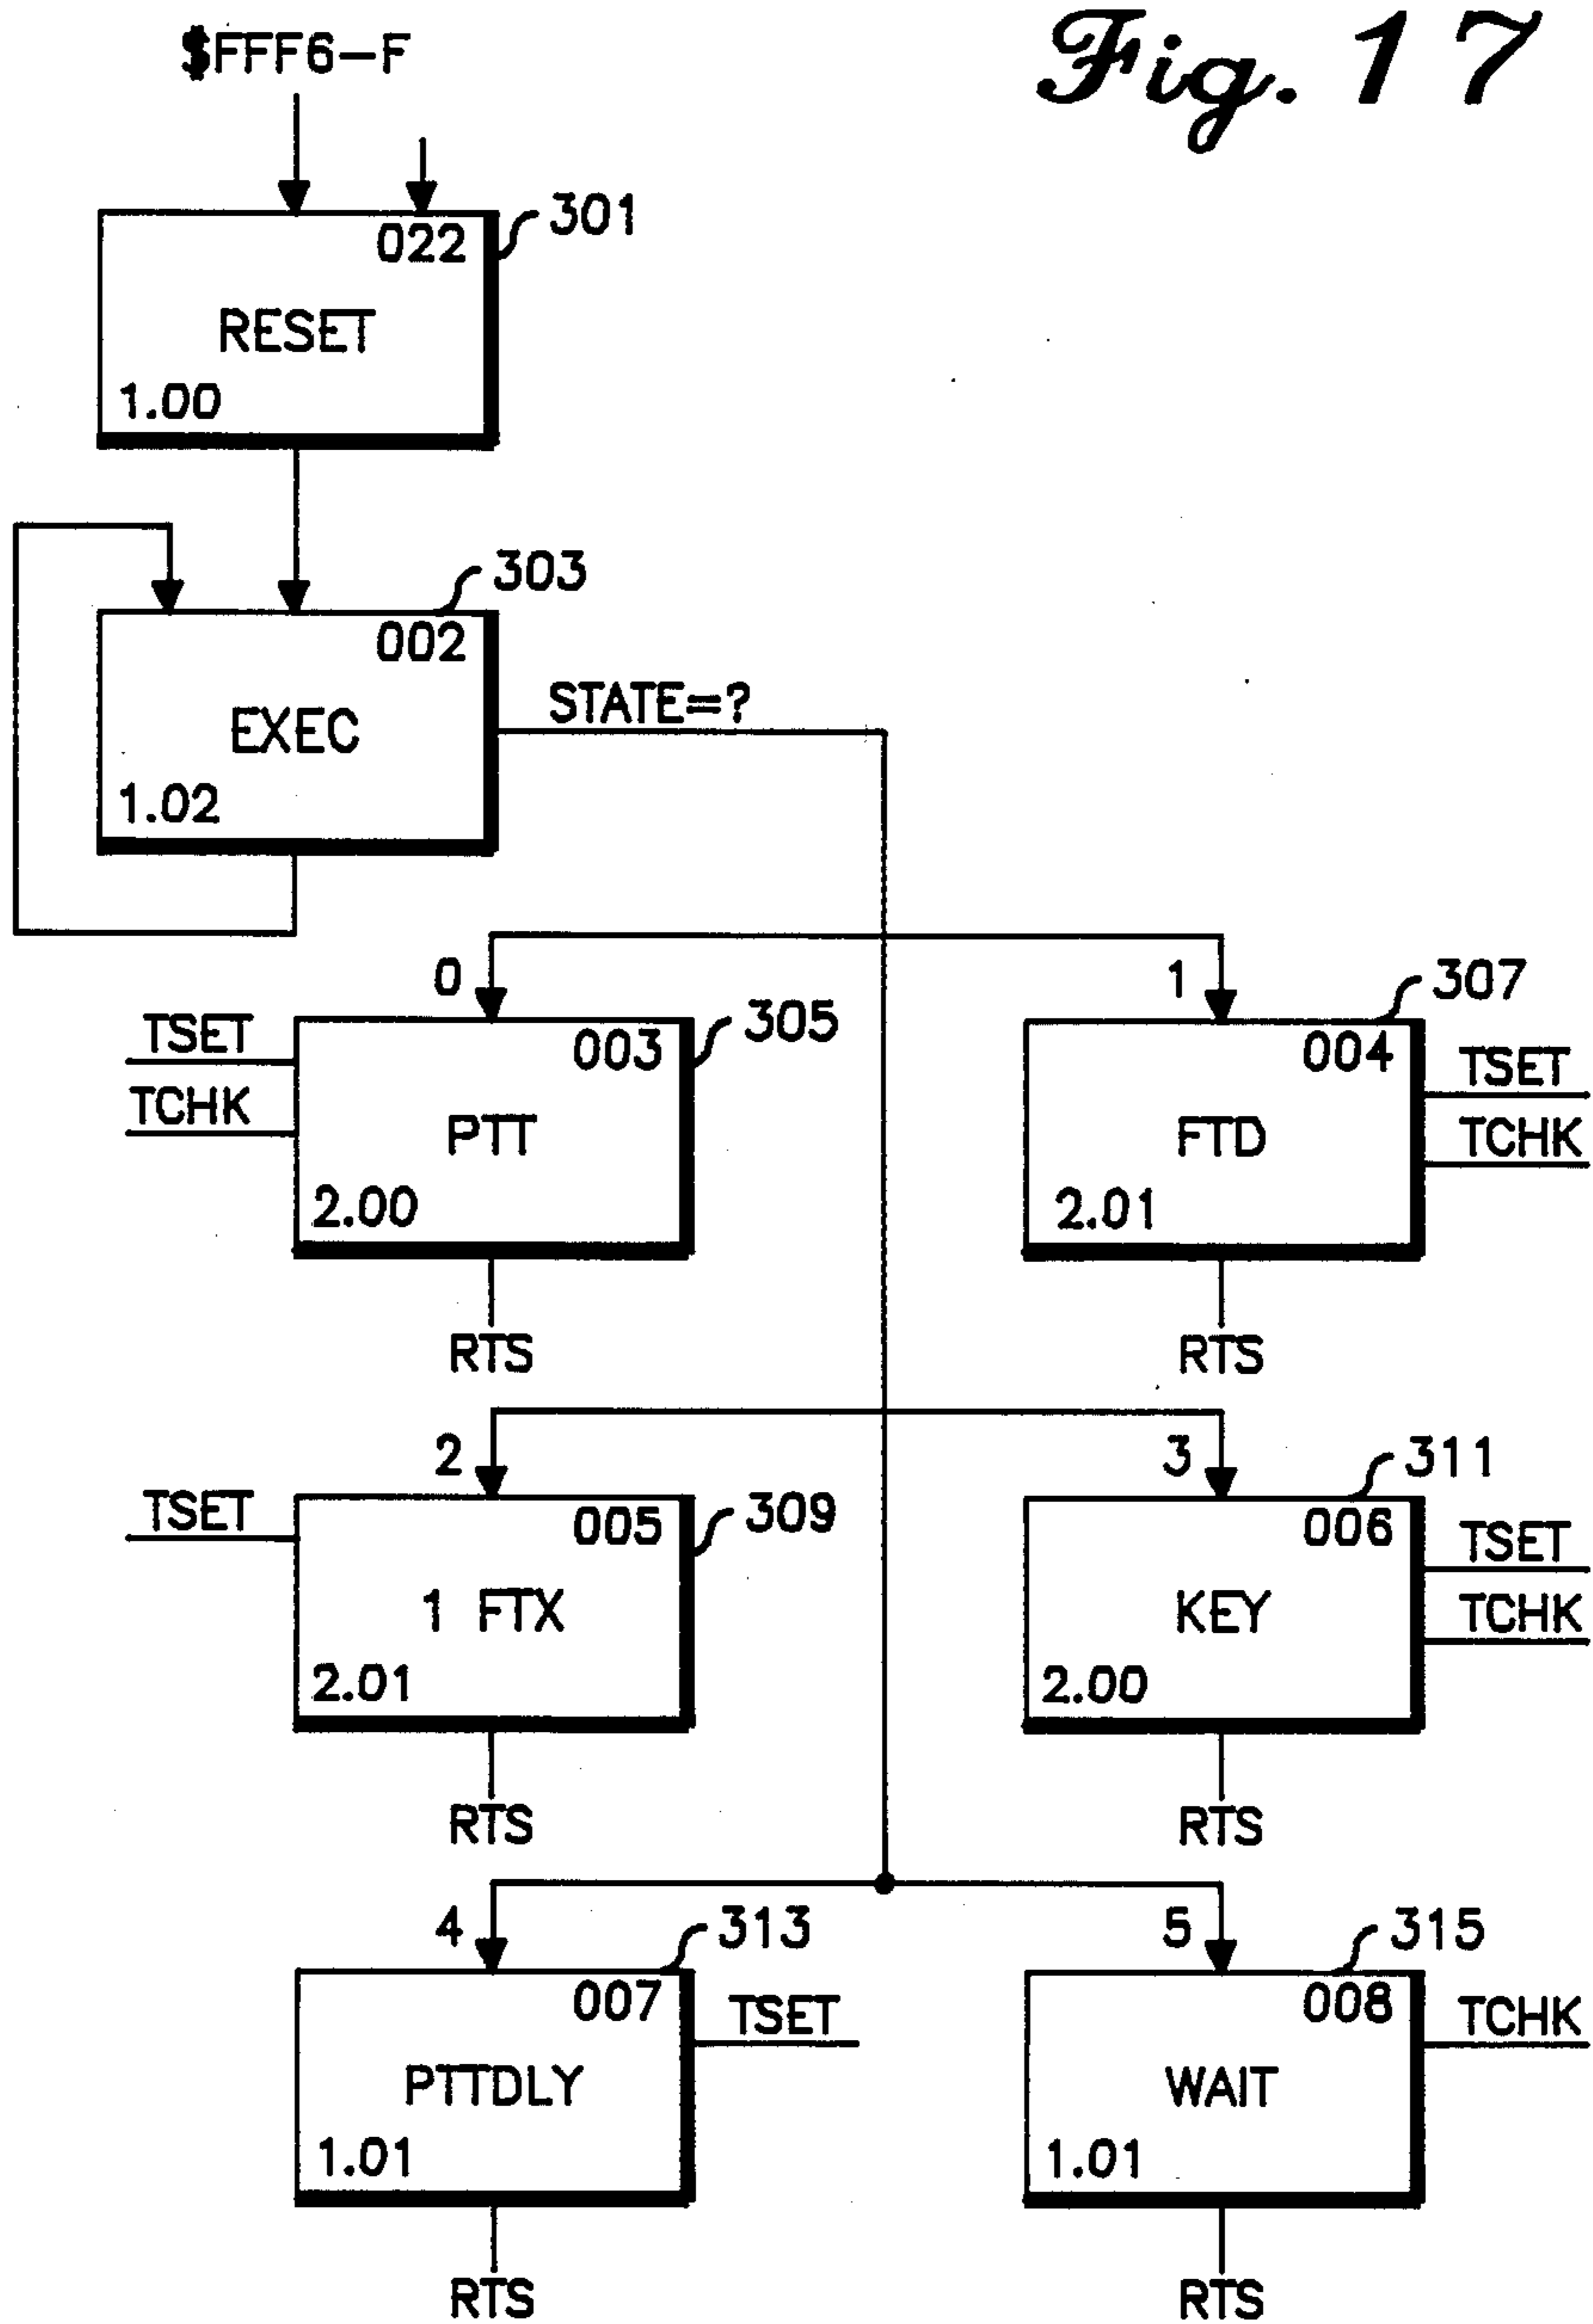 Fig. 17
$FFF6-F
022
301
RESET
1.00
303
002
STATE=?
EXEC
1.02
0
1
307
305
TSET
003
004
TSET
TCHK
TCHK
PTT
FTD
2.00
2.01
RTS
RTS
2
3
311
309
TSET
005
006
TSET
TCHK
1 FTX
KEY
2.01
2.00
RTS
RTS
4
313
5
315
007
TSET
008
TCHK
PTTDLY
WAIT
1.01
1.01
RTS
RTS